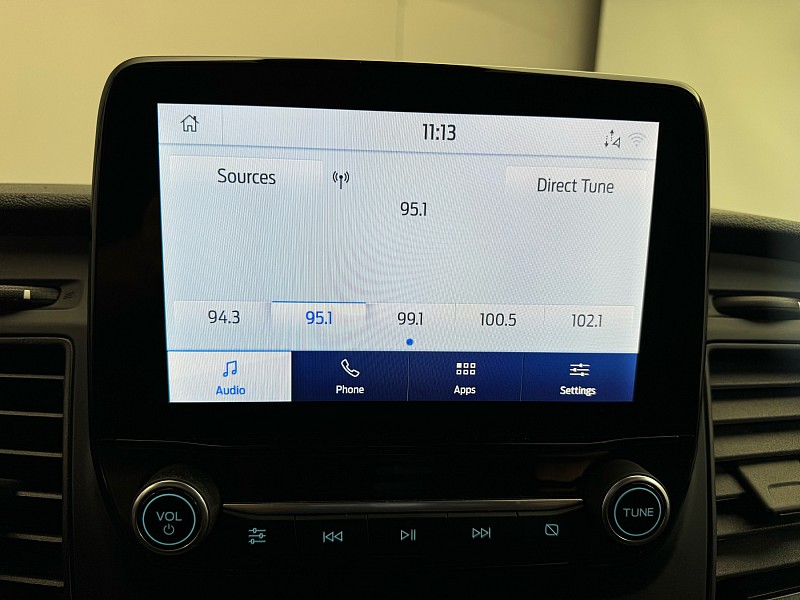 11:13
Sources
Direct Tune
95.1
94.3 95.1 99.1 100.5 102.1
Audio Phone Apps Settings
VOL TUNE